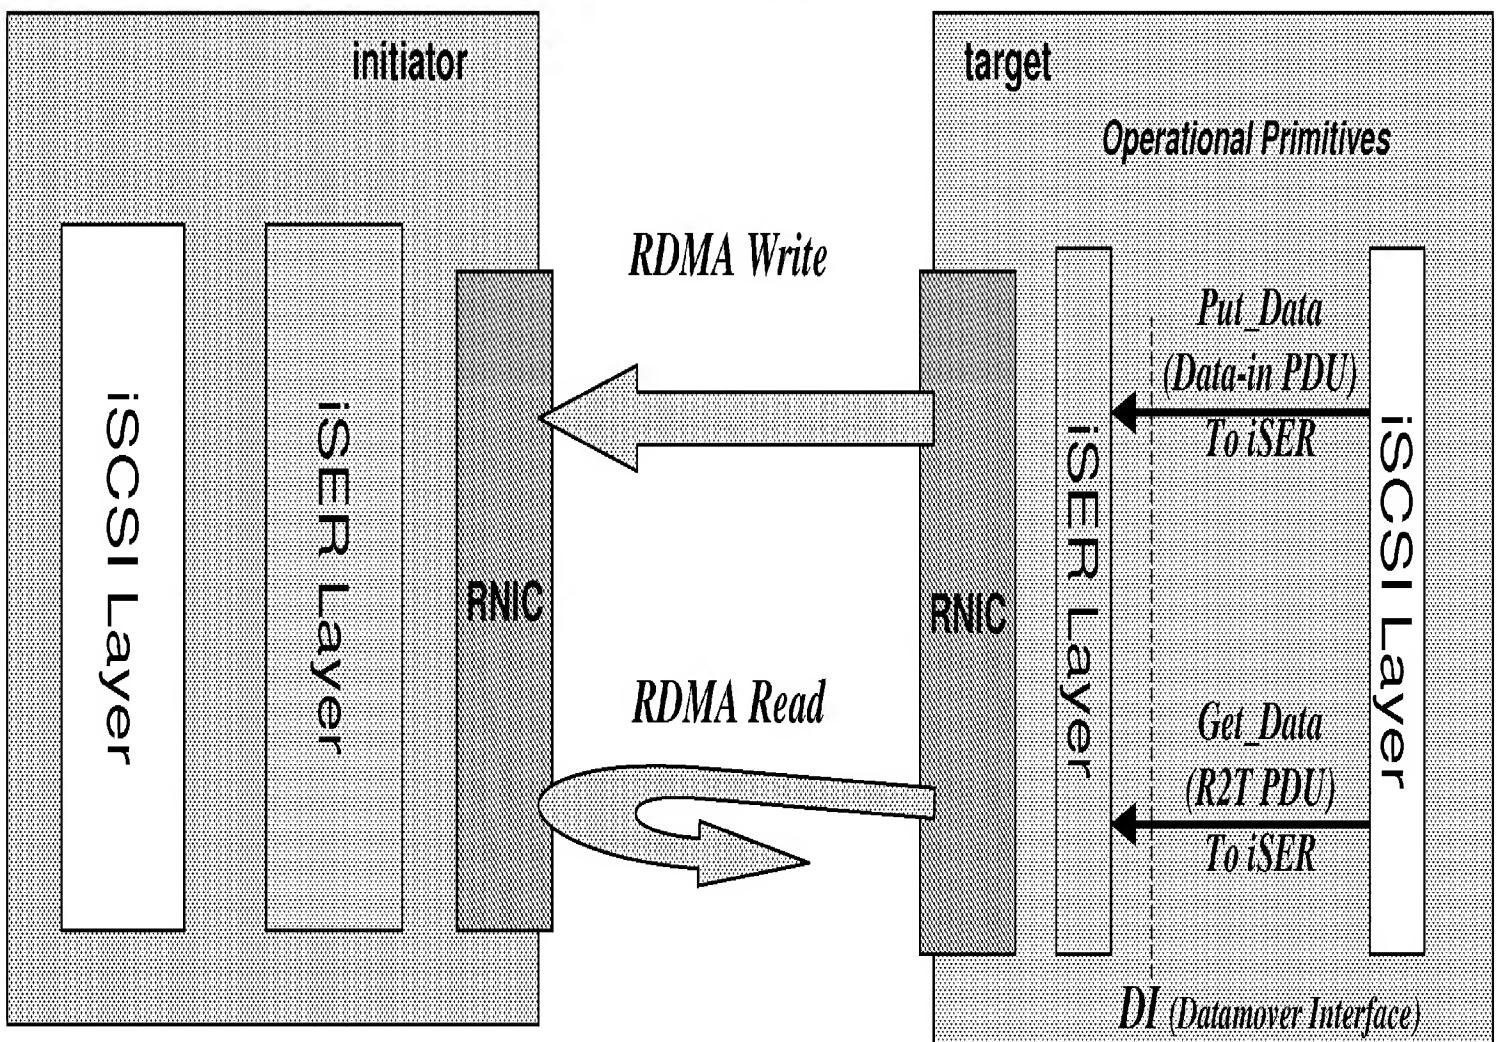 initiator
iSCSI Layer
iSER Layer
RNIC
RDMA Write
RDMA Read
target
Operational Primitives
RNIC
iSER Layer
Put_Data
(Data-in PDU)
To iSER
Get_Data
(R2T PDU)
To iSER
iSCSI Layer
DI (Datamover Interface)